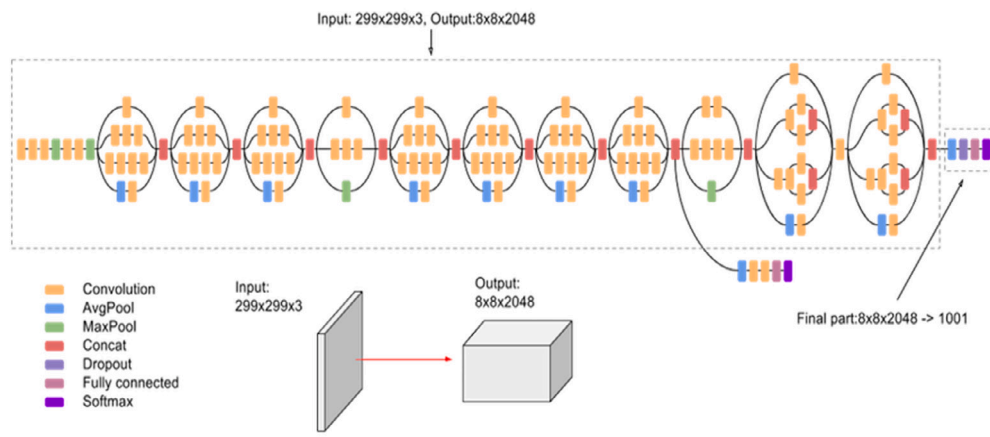 Input: 299x299x3, Output:8x8x2048
Convolution
AvgPool
MaxPool
Concat
Dropout
Fully connected
Softmax
Input:
299x299x3
Output:
8x8x2048
Final part:8x8x2048 -> 1001